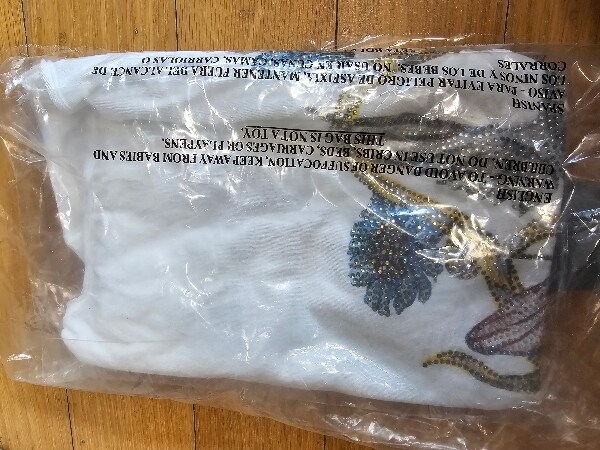 ENGLISH
WARNING - TO AVOID DANGER OF SUFFOCATION, KEEP AWAY FROM BABIES AND
CHILDREN. DO NOT USE IN CRIBS, BEDS, CARRIAGES OR PLAYPENS.
THIS BAG IS NOT A TOY.
SPANISH
AVISO - PARA EVITAR PELIGRO DE ASFIXIA, MANTENER FUERA DEL ALCANCE DE
LOS NINOS YA DE LOS BEBES. NO USAR EN CUNAS, CAMAS, CARRIOLAS O
CORRALES